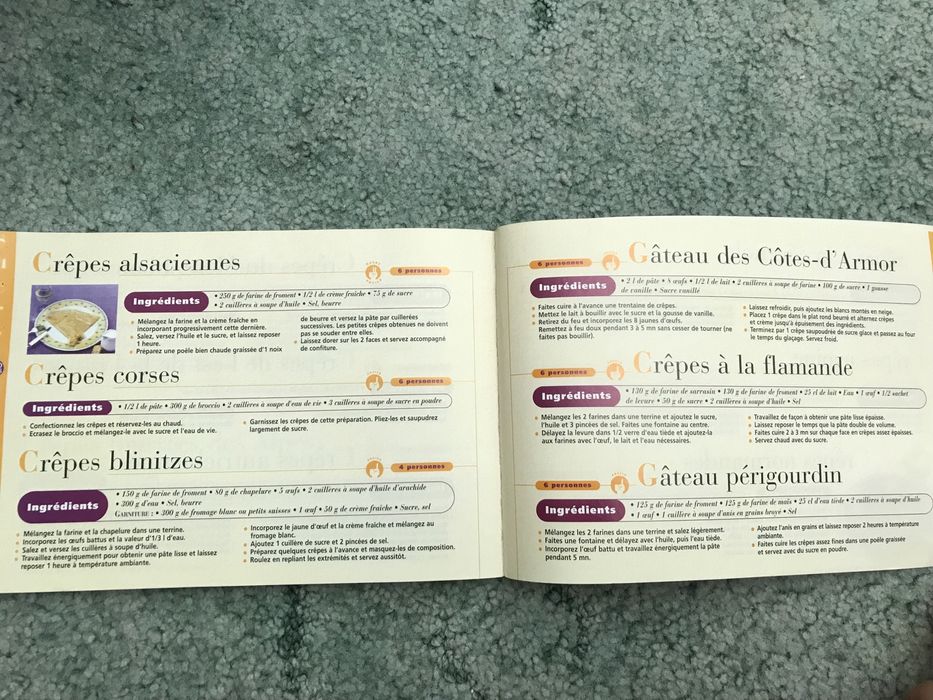 Crêpes alsaciennes
6 personnes
Ingrédients
• 250 g de farine de froment • 1/2 l de crème fraîche • 75 g de sucre
• 2 cuillères à soupe d'huile • Sel, beurre
Mélangez la farine et la crème fraîche en
incorporant progressivement cette dernière.
Salez, versez l'huile et le sucre, et laissez reposer
1 heure.
Préparez une poêle bien chaude graissée d'1 noix
de beurre et versez la pâte par cuillerées
successives. Les petites crêpes obtenues ne doivent
pas se souder entre elles.
Laissez dorer sur les 2 faces et servez accompagné
de confiture.
Crêpes corses
6 personnes
Ingrédients
• 1/2 l de pâte • 300 g de broccio • 2 cuillères à soupe d'eau de vie • 3 cuillères à soupe de sucre en poudre
Confectionnez les crêpes et réservez-les au chaud.
Ecrasez le broccio et mélangez-le avec le sucre et l'eau de vie.
Garnissez les crêpes de cette préparation. Pliez-les et saupudrez
largement de sucre.
Crêpes blinitzes
4 personnes
Ingrédients
• 150 g de farine de froment • 80 g de chapelure • 5 œufs • 2 cuillères à soupe d'huile d'arachide
• 300 g d'eau • Sel, beurre
GARNITURE : • 300 g de fromage blanc ou petits suisses • 1 œuf • 50 g de crème fraîche • Sucre, sel
Mélangez la farine et la chapelure dans une terrine.
Incorporez les œufs battus et la valeur d'1/3 l d'eau.
Salez et versez les cuillères à soupe d'huile.
Travaillez énergiquement pour obtenir une pâte lisse et laissez
reposer 1 heure à température ambiante.
Incorporez le jaune d'œuf et la crème fraîche et mélangez au
fromage blanc.
Ajoutez 1 cuillère de sucre et 2 pincées de sel.
Préparez quelques crêpes à l'avance et masquez-les de composition.
Roulez en repliant les extrémités et servez aussitôt.
Gâteau des Côtes-d'Armor
6 personnes
Ingrédients
• 2 l de pâte • 8 œufs • 1/2 l de lait • 2 cuillères à soupe de farine • 100 g de sucre • 1 gousse
de vanille • Sucre vanillé
Faites cuire à l'avance une trentaine de crêpes.
Mettez le lait à bouillir avec le sucre et la gousse de vanille.
Retirez du feu et incorporez les 8 jaunes d'œufs.
Remettez à feu doux pendant 3 à 5 mn sans cesser de tourner (ne
faites pas bouillir).
Laissez refroidir, puis ajoutez les blancs montés en neige.
Placez 1 crêpe dans le plat rond beurré et alternez crêpes
et crème jusqu'à épuisement des ingrédients.
Terminez par 1 crêpe saupoudrée de sucre glace et passez au four
le temps du glaçage. Servez froid.
Crêpes à la flamande
6 personnes
Ingrédients
• 130 g de farine de sarrasin • 130 g de farine de froment • 25 cl de lait • Eau • 1 œuf • 1/2 sachet
de levure • 50 g de sucre • 2 cuillères à soupe d'huile • Sel
Mélangez les 2 farines dans une terrine et ajoutez le sucre,
l'huile et 3 pincées de sel. Faites une fontaine au centre.
Délayez la levure dans 1/2 verre d'eau tiède et ajoutez-la
aux farines avec l'œuf, le lait et l'eau nécessaires.
Travaillez de façon à obtenir une pâte lisse épaisse.
Laissez reposer le temps que la pâte double de volume.
Faites cuire 2 à 3 mn sur chaque face en crêpes assez épaisses.
Servez chaud avec du sucre.
Gâteau périgourdin
6 personnes
Ingrédients
• 125 g de farine de froment • 125 g de farine de maïs • 25 cl d'eau tiède • 2 cuillères à soupe d'huile
• 1 œuf • 1 cuillères à soupe d'anis en grains broyé • Sel
Mélangez les 2 farines dans une terrine et salez légèrement.
Faites une fontaine et délayez avec l'huile, puis l'eau tiède.
Incorporez l'œuf battu et travaillez énergiquement la pâte
pendant 5 mn.
Ajoutez l'anis en grains et laissez reposer 2 heures à température
ambiante.
Faites cuire les crêpes assez fines dans une poêle graissée
et servez avec du sucre en poudre.